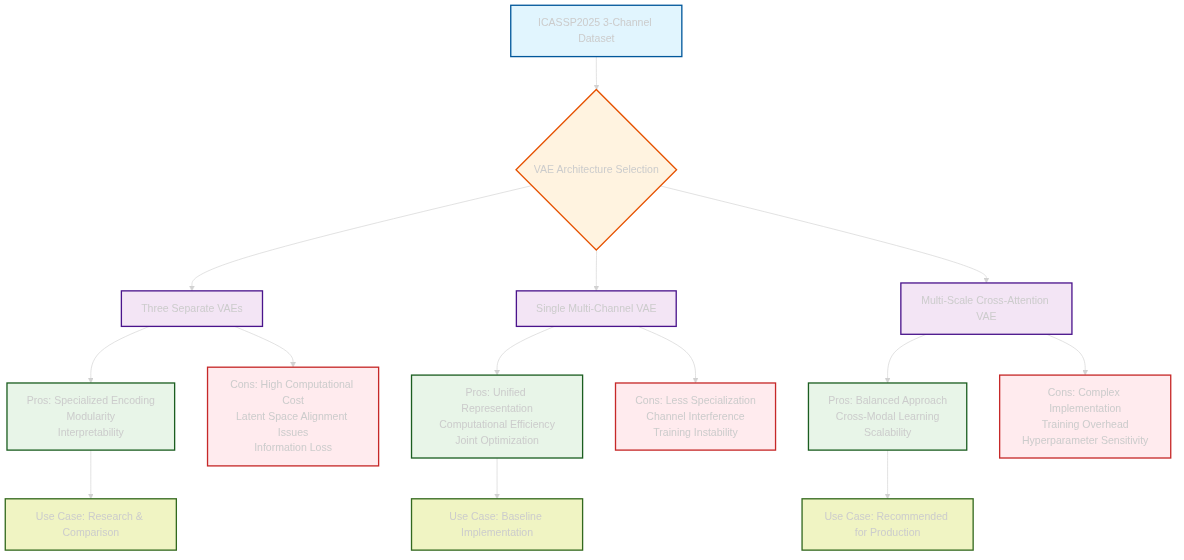 ICASSP2025 3-Channel
Dataset
VAE Architecture Selection
Three Separate VAEs
Single Multi-Channel VAE
Multi-Scale Cross-Attention
VAE
Pros: Specialized Encoding
Modularity
Interpretability
Cons: High Computational
Cost
Latent Space Alignment
Issues
Information Loss
Pros: Unified
Representation
Computational Efficiency
Joint Optimization
Cons: Less Specialization
Channel Interference
Training Instability
Pros: Balanced Approach
Cross-Modal Learning
Scalability
Cons: Complex
Implementation
Training Overhead
Hyperparameter Sensitivity
Use Case: Research &
Comparison
Use Case: Baseline
Implementation
Use Case: Recommended
for Production